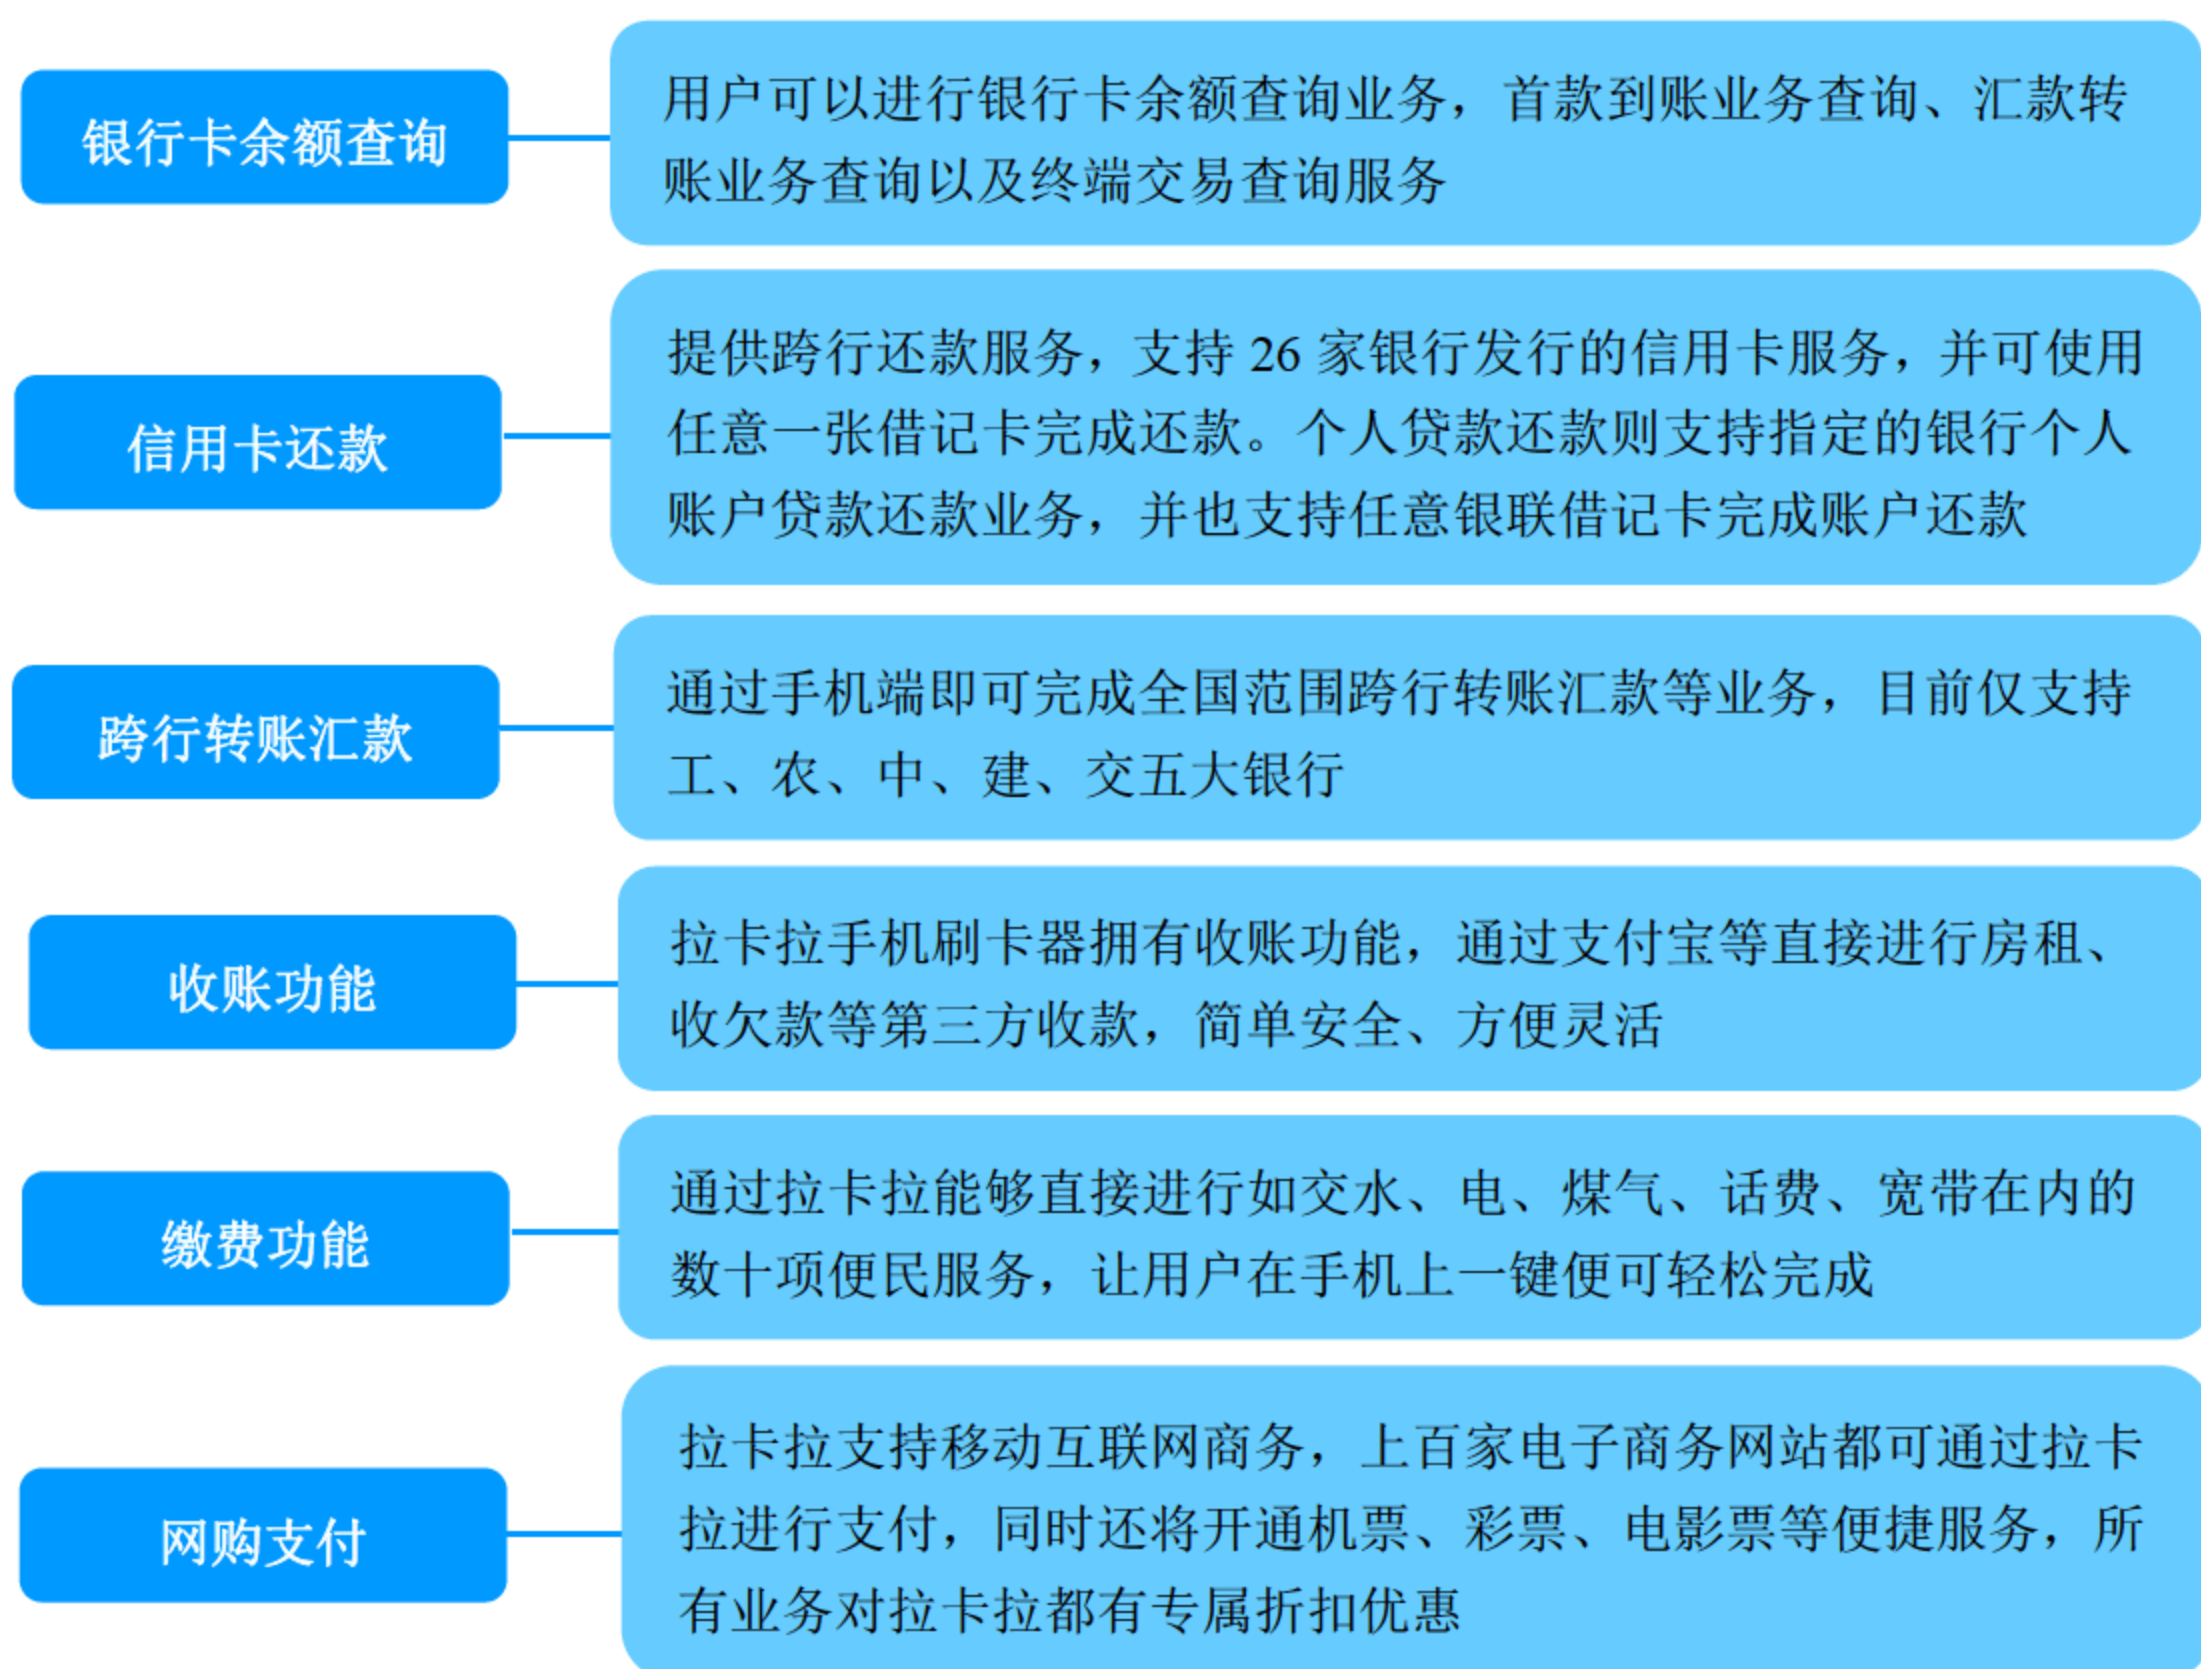 银行卡余额查询
用户可以进行银行卡余额查询业务，首款到账业务查询、汇款转
账业务查询以及终端交易查询服务
信用卡还款
提供跨行还款服务，支持 26 家银行发行的信用卡服务，并可使用
任意一张借记卡完成还款。个人贷款还款则支持指定的银行个人
账户贷款还款业务，并也支持任意银联借记卡完成账户还款
跨行转账汇款
通过手机端即可完成全国范围跨行转账汇款等业务，目前仅支持
工、农、中、建、交五大银行
收账功能
拉卡拉手机刷卡器拥有收账功能，通过支付宝等直接进行房租、
收欠款等第三方收款，简单安全、方便灵活
缴费功能
通过拉卡拉能够直接进行如交水、电、煤气、话费、宽带在内的
数十项便民服务，让用户在手机上一键便可轻松完成
网购支付
拉卡拉支持移动互联网商务，上百家电子商务网站都可通过拉卡
拉进行支付，同时还将开通机票、彩票、电影票等便捷服务，所
有业务对拉卡拉都有专属折扣优惠